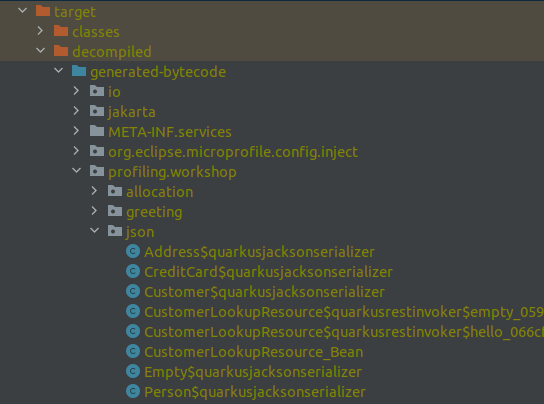 target
classes
decompiled
generated-bytecode
io
jakarta
META-INF.services
org.eclipse.microprofile.config.inject
profiling.workshop
allocation
greeting
json
Address$quarkusjacksonserializer
CreditCard$quarkusjacksonserializer
Customer$quarkusjacksonserializer
CustomerLookupResource$quarkusrestinvoker$empty_059
CustomerLookupResource$quarkusrestinvoker$hello_066c
CustomerLookupResource_Bean
Empty$quarkusjacksonserializer
Person$quarkusjacksonserializer